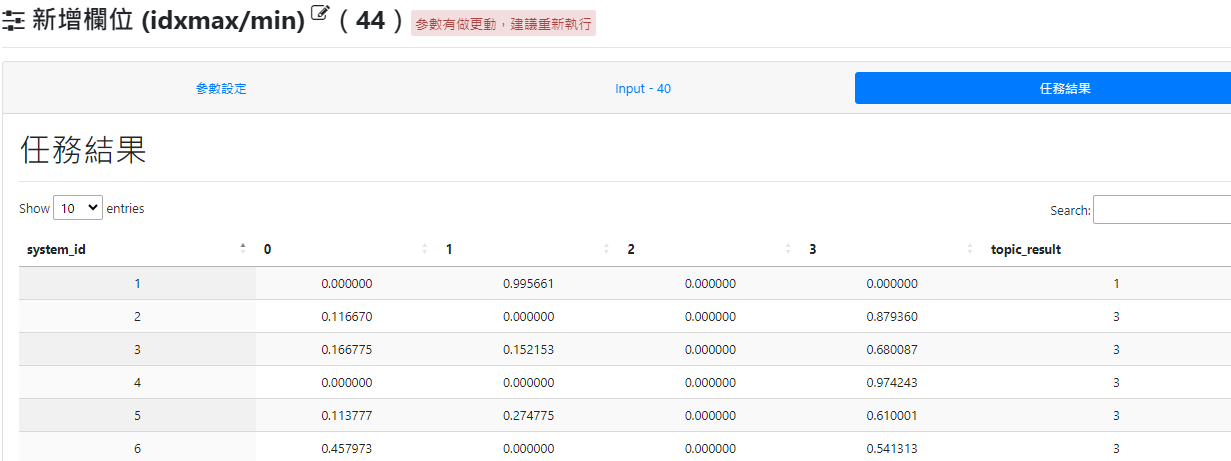 新增欄位 (idxmax/min) ( 44 ) 參數有做更動，建議重新執行
參數設定 Input - 40 任務結果
任務結果
Show 10 entries Search:
system_id 0 1 2 3 topic_result
1 0.000000 0.995661 0.000000 0.000000 1
2 0.116670 0.000000 0.000000 0.879360 3
3 0.166775 0.152153 0.000000 0.680087 3
4 0.000000 0.000000 0.000000 0.974243 3
5 0.113777 0.274775 0.000000 0.610001 3
6 0.457973 0.000000 0.000000 0.541313 3